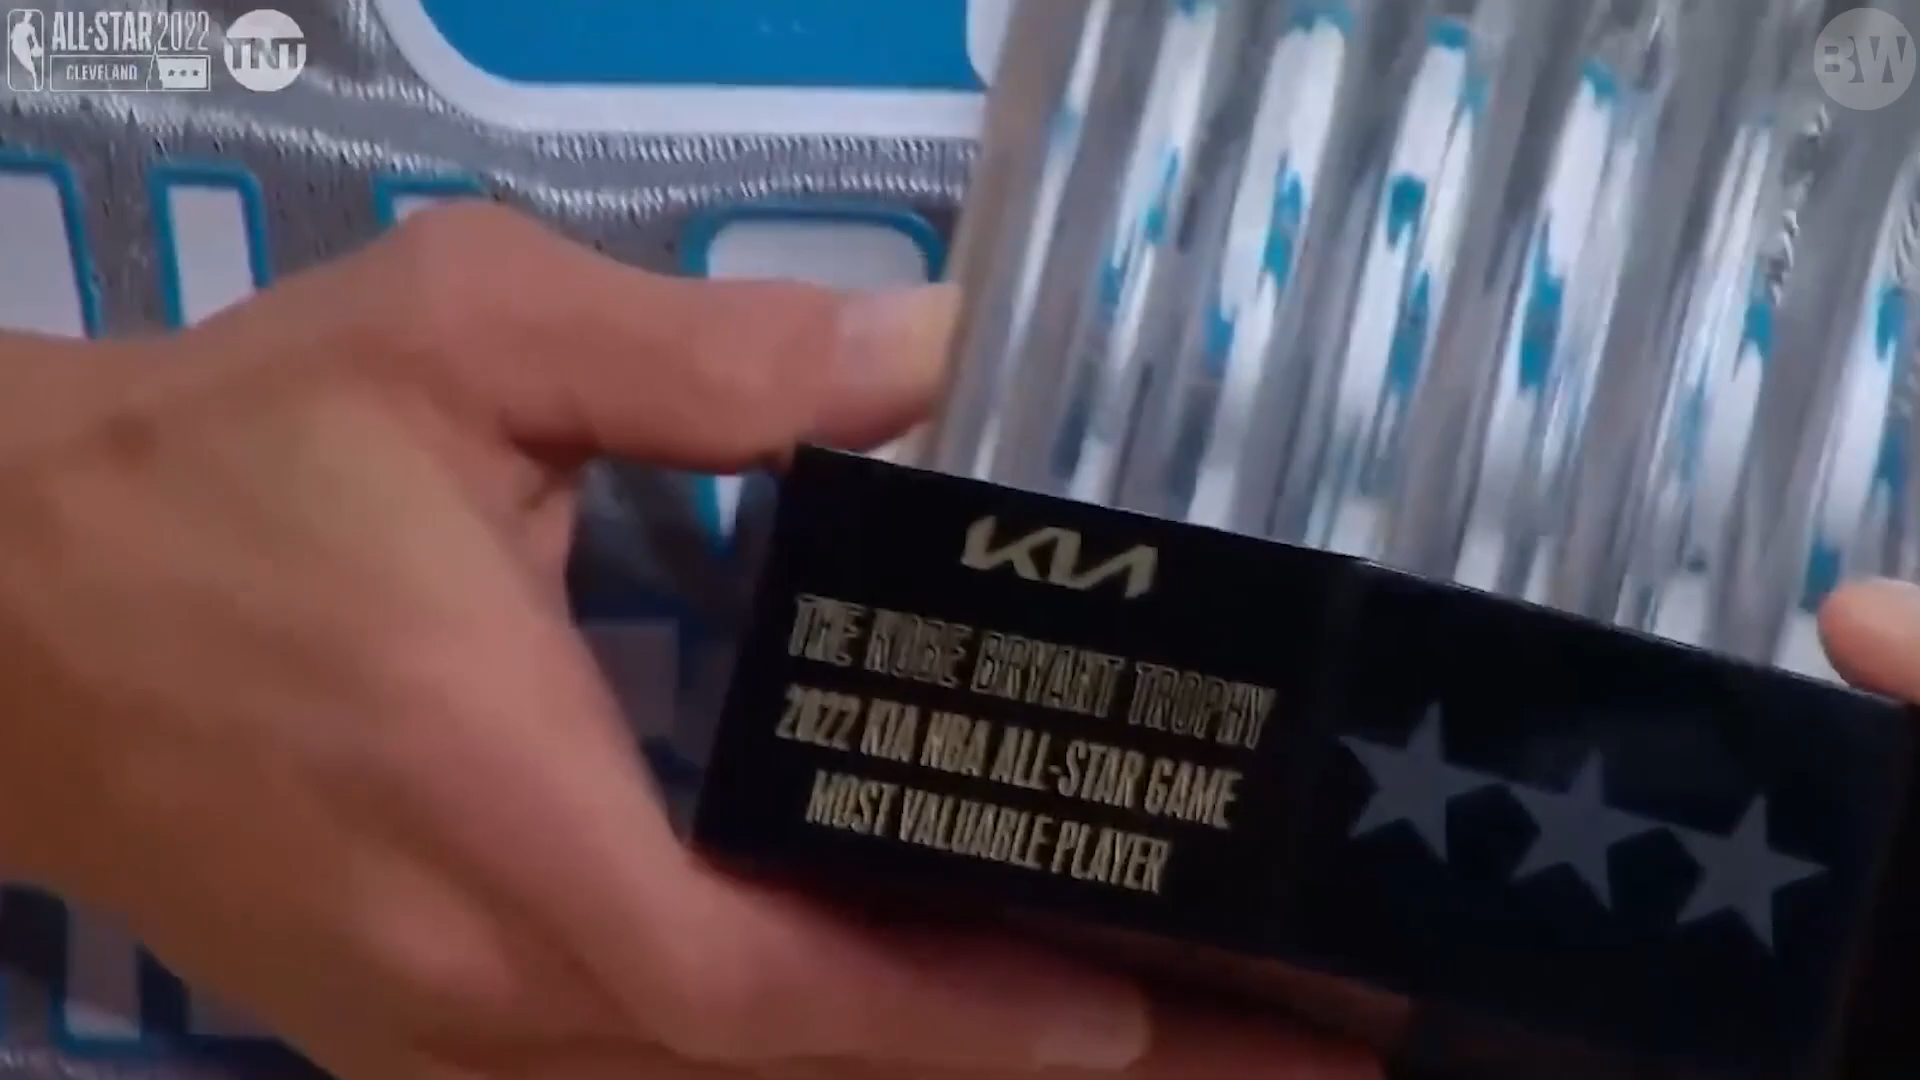 ALL-STAR 2022
CLEVELAND
TNT
BW
KIA
THE KOBE BRYANT TROPHY
2022 KIA NBA ALL-STAR GAME
MOST VALUABLE PLAYER